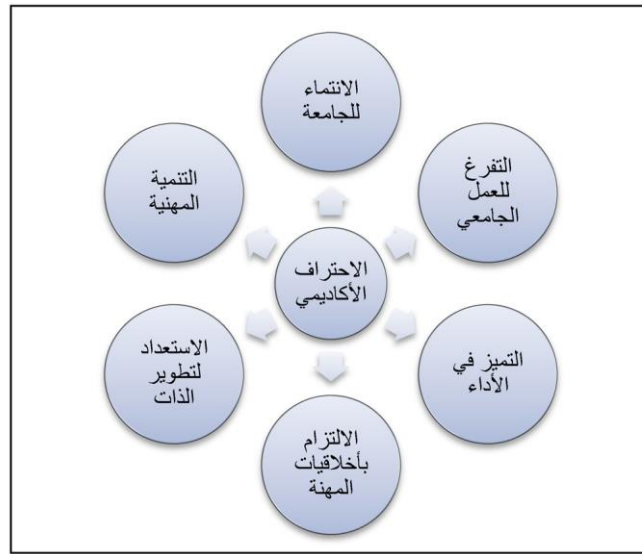 الانتماء
للجامعة
التفرغ
للعمل
الجامعي
التميز في
الأداء
الالتزام
بأخلاقيات
المهنة
الاستعداد
لتطوير
الذات
التنمية
المهنية
الاحتراف
الأكاديمي